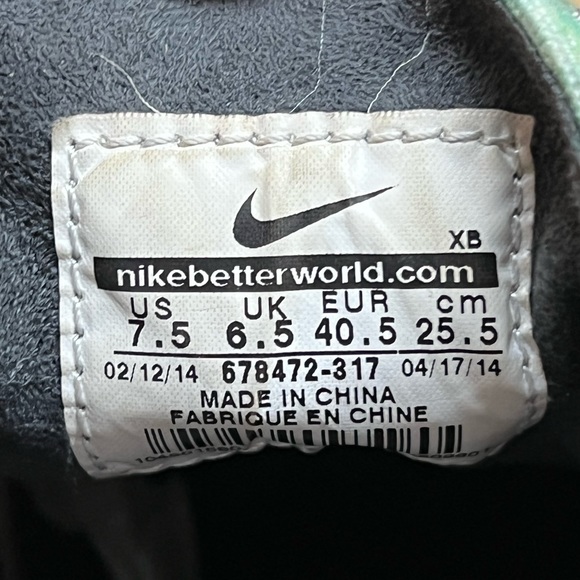 XB
nikebetterworld.com
US UK EUR cm
7.5 6.5 40.5 25.5
02/12/14 678472-317 04/17/14
MADE IN CHINA
FABRIQUE EN CHINE